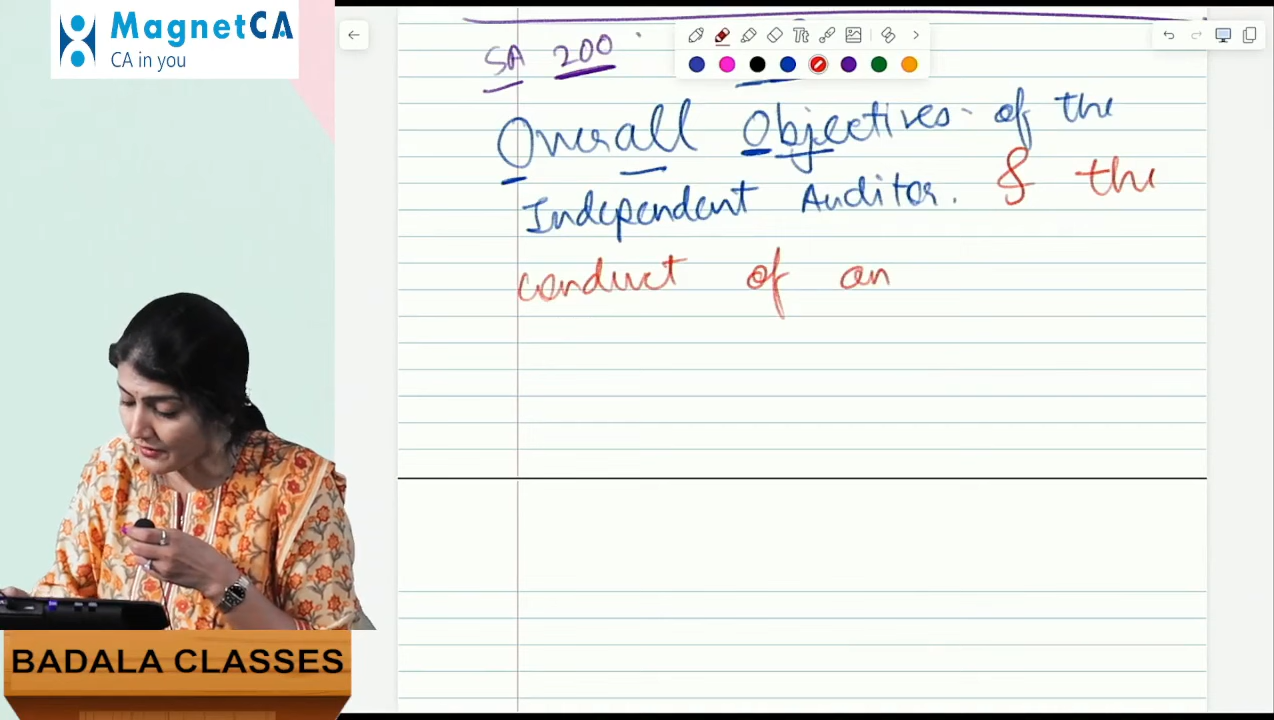 MagnetCA
CA in you
SA 200
Overall Objectives of the
Independent Auditor. & the
conduct of an
BADALA CLASSES